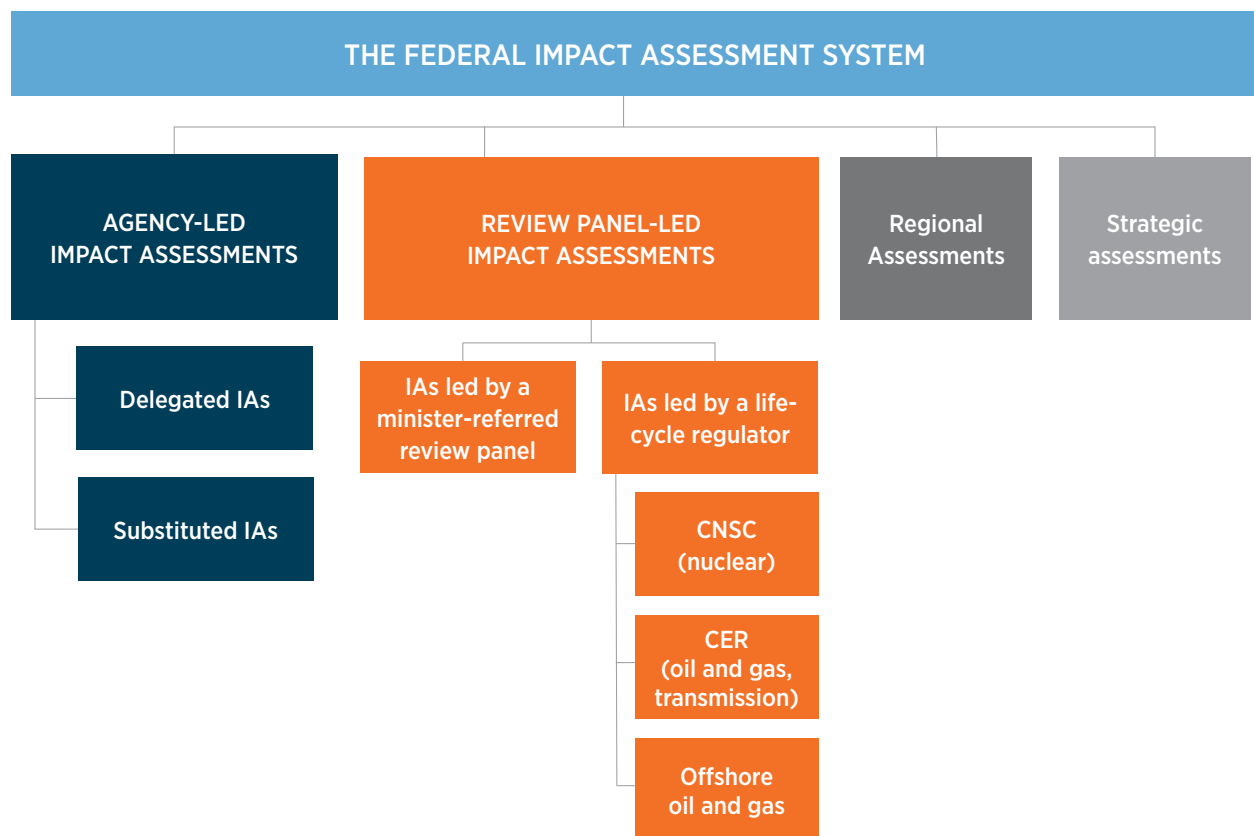 THE FEDERAL IMPACT ASSESSMENT SYSTEM
AGENCY-LED
IMPACT ASSESSMENTS
REVIEW PANEL-LED
IMPACT ASSESSMENTS
Regional
Assessments
Strategic
assessments
Delegated IAs
Substituted IAs
IAs led by a
minister-referred
review panel
IAs led by a life-
cycle regulator
CNSC
(nuclear)
CER
(oil and gas,
transmission)
Offshore
oil and gas